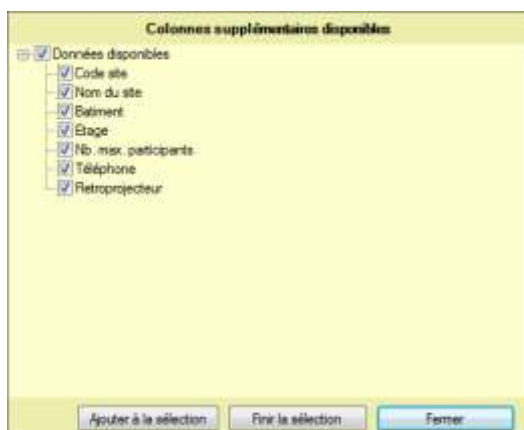 Colonnes supplémentaires disponibles
Données disponibles
Code site
Nom du site
Batiment
Etage
Nb. max. participants
Téléphone
Retroprojecteur
Ajouter à la sélection
Finir la sélection
Fermer